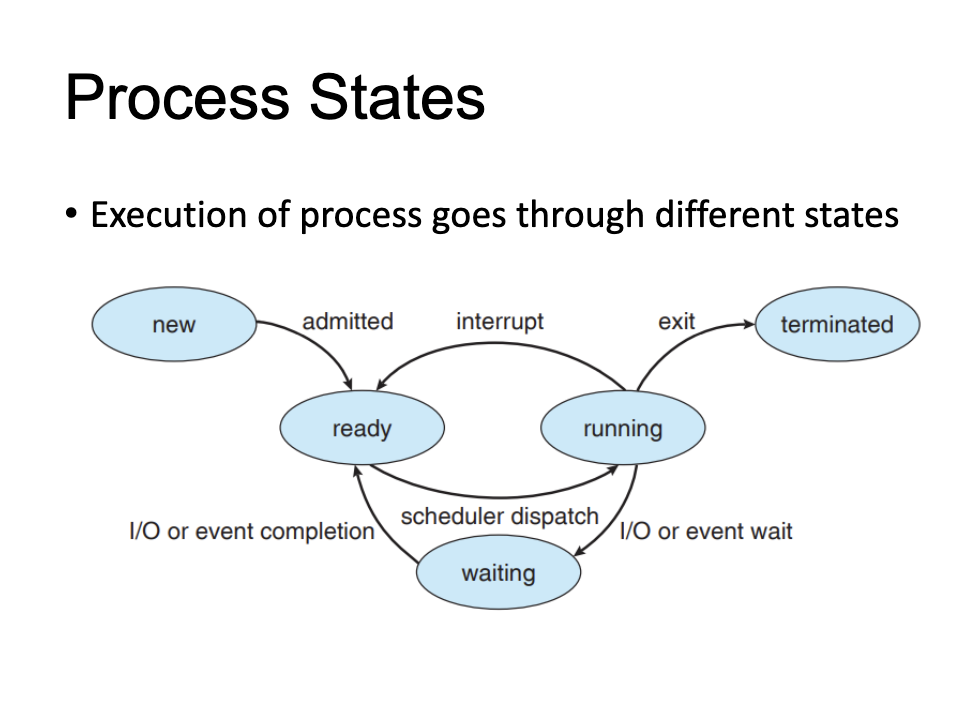 Process States
• Execution of process goes through different states
new
admitted
interrupt
exit
terminated
ready
running
I/O or event completion
scheduler dispatch
I/O or event wait
waiting